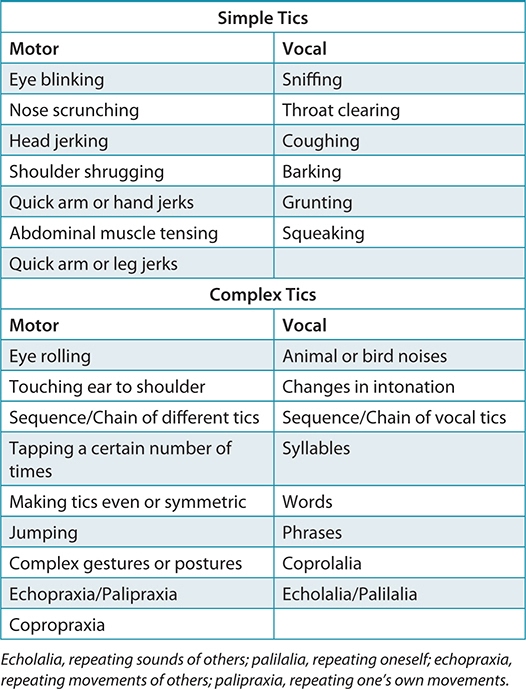 Simple Tics
Motor Vocal
Eye blinking Sniffing
Nose scrunching Throat clearing
Head jerking Coughing
Shoulder shrugging Barking
Quick arm or hand jerks Grunting
Abdominal muscle tensing Squeaking
Quick arm or leg jerks
Complex Tics
Motor Vocal
Eye rolling Animal or bird noises
Touching ear to shoulder Changes in intonation
Sequence/Chain of different tics Sequence/Chain of vocal tics
Tapping a certain number of Syllables
times
Making tics even or symmetric Words
Jumping Phrases
Complex gestures or postures Coprolalia
Echopraxia/Palipraxia Echolalia/Palilalia
Copropraxia
Echolalia, repeating sounds of others; palilalia, repeating oneself; echopraxia,
repeating movements of others; palipraxia, repeating one’s own movements.